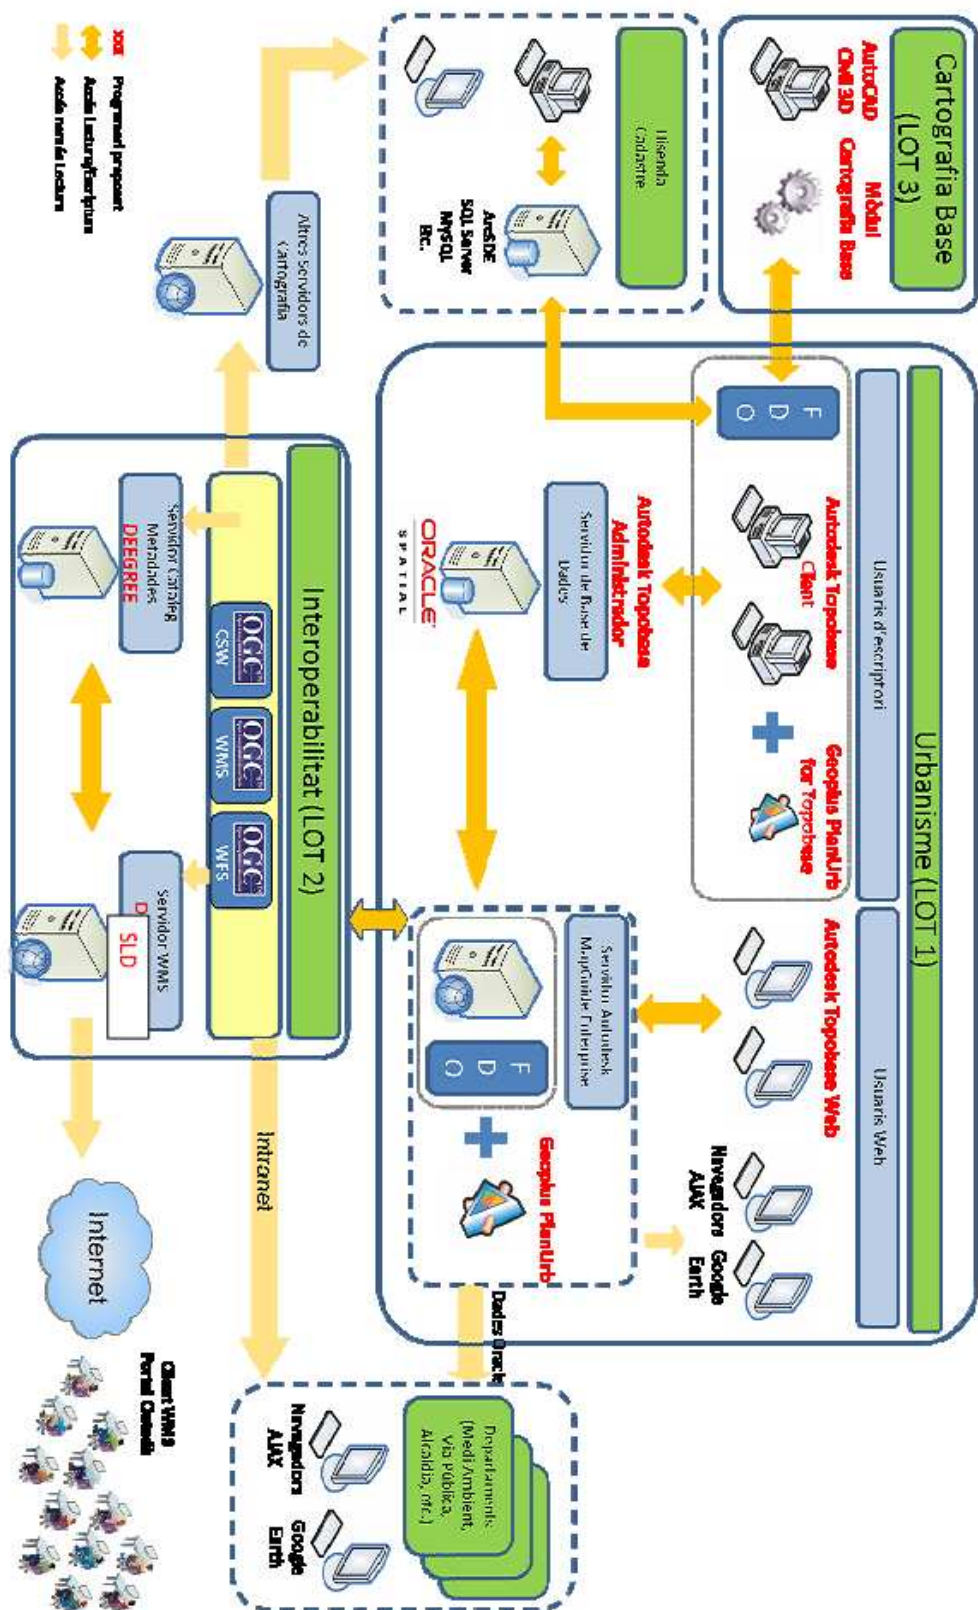 Cartografia Base
(LOT 3)
AutoCAD
Civil 3D
Mòdul
Cartografia Base
Hisenda
Cadastre
ArcSDE
SQL Server
MySQL
Etc.
Altres Servidors de
Cartografia
XXX Programari proposat
Accés Lectura/Escriptura
Accés només Lectura
Urbanisme (LOT 1)
Usuaris d'escriptori
Usuaris Web
F
D
O
Autodesk Topobase
Client
Geoplus PlanUrb
for Topobase
Autodesk Topobase Web
Navegadors
AJAX
Google
Earth
Autodesk Topobase
Administrador
Servidor de Base de
Dades
ORACLE
SPATIAL
Servidor Autodesk
MapGuide Enterprise
F
D
O
Geoplus PlanUrb
Dades Oracle
Interoperabilitat (LOT 2)
OGC
CSW
OGC
WMS
OGC
WFS
Servidor Catàleg
Metadades
DEEGREE
Servidor WMS
D
SLD
Intranet
Internet
Departaments
(Medi Ambient,
Via Pública,
Alcaldia, etc.)
Navegadors
AJAX
Google
Earth
Client WMS
Portal Ciutadà